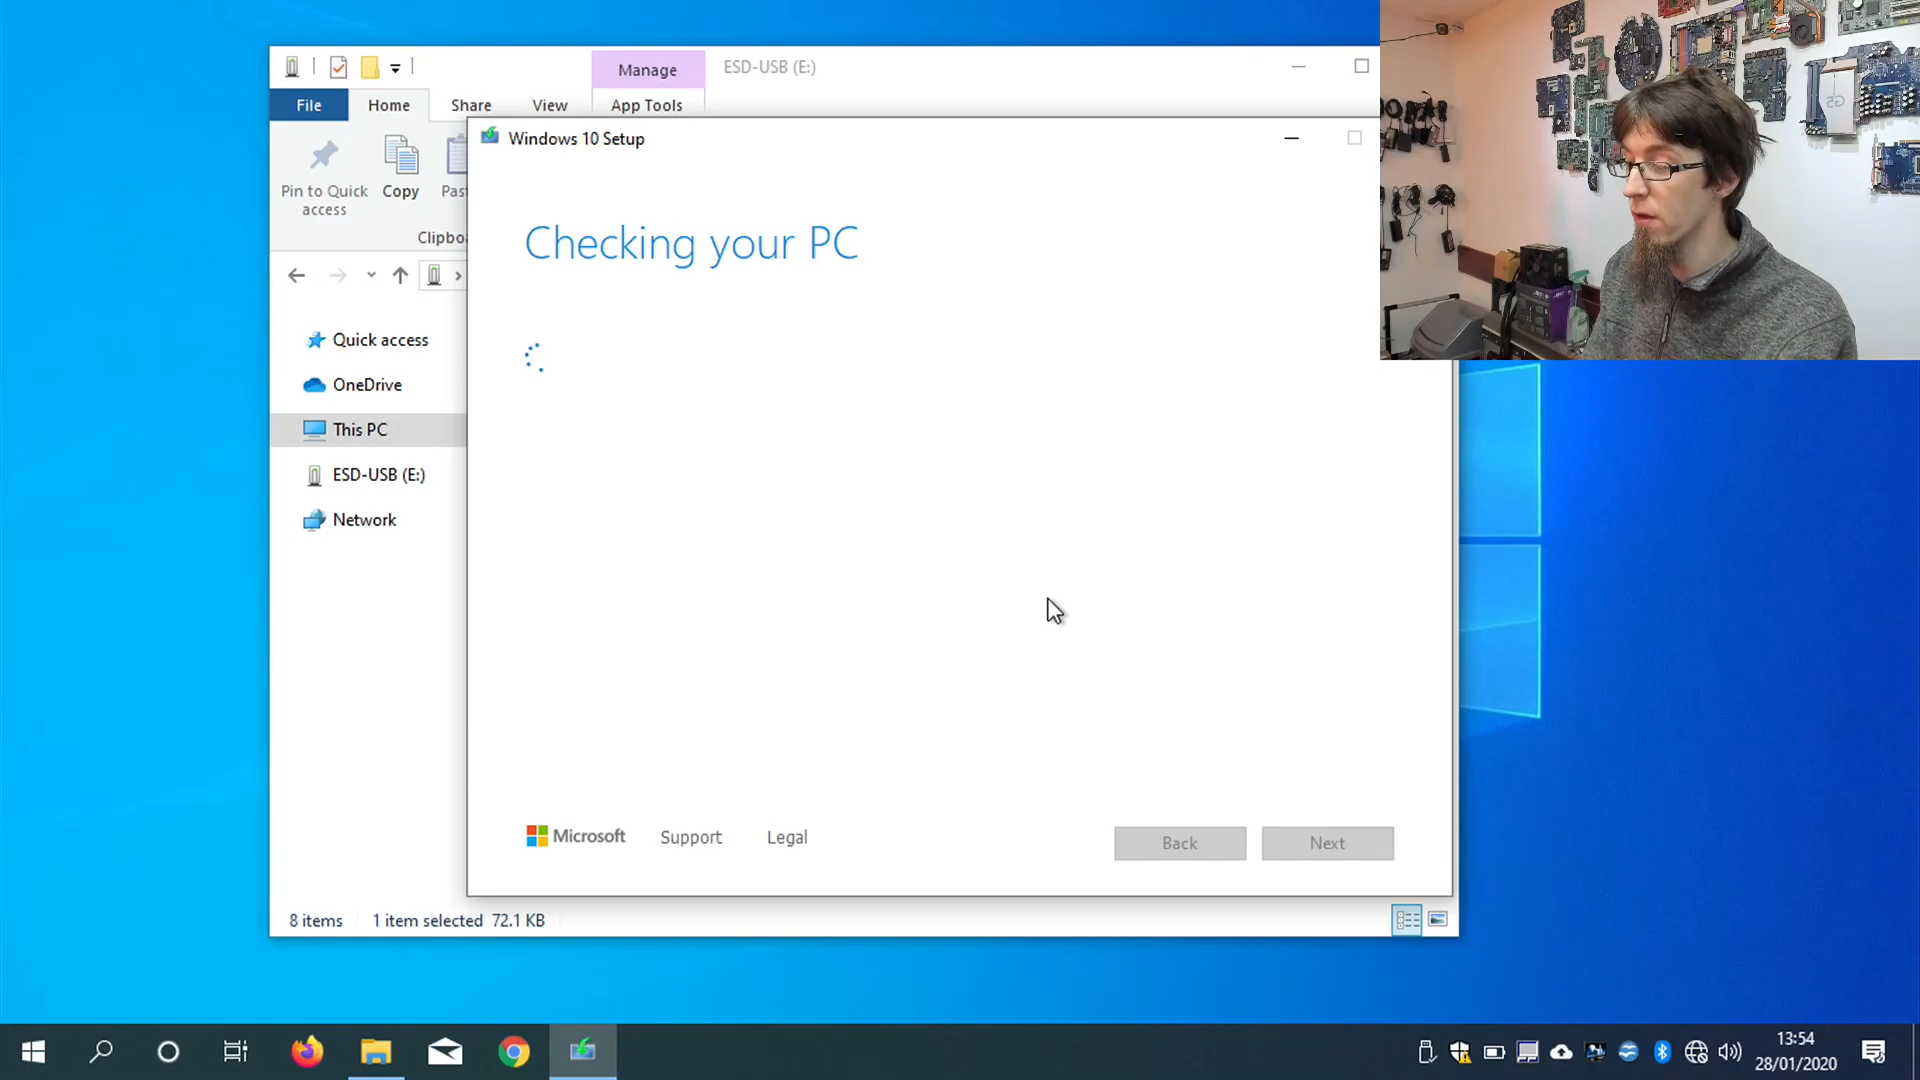 Manage
ESD-USB (E:)
File
Home
Share
View
App Tools
Windows 10 Setup
Pin to Quick
access
Copy
Checking your PC
Quick access
OneDrive
This PC
ESD-USB (E:)
Network
Microsoft
Support
Legal
Back
Next
8 items
1 item selected 72.1 KB
13:54
28/01/2020